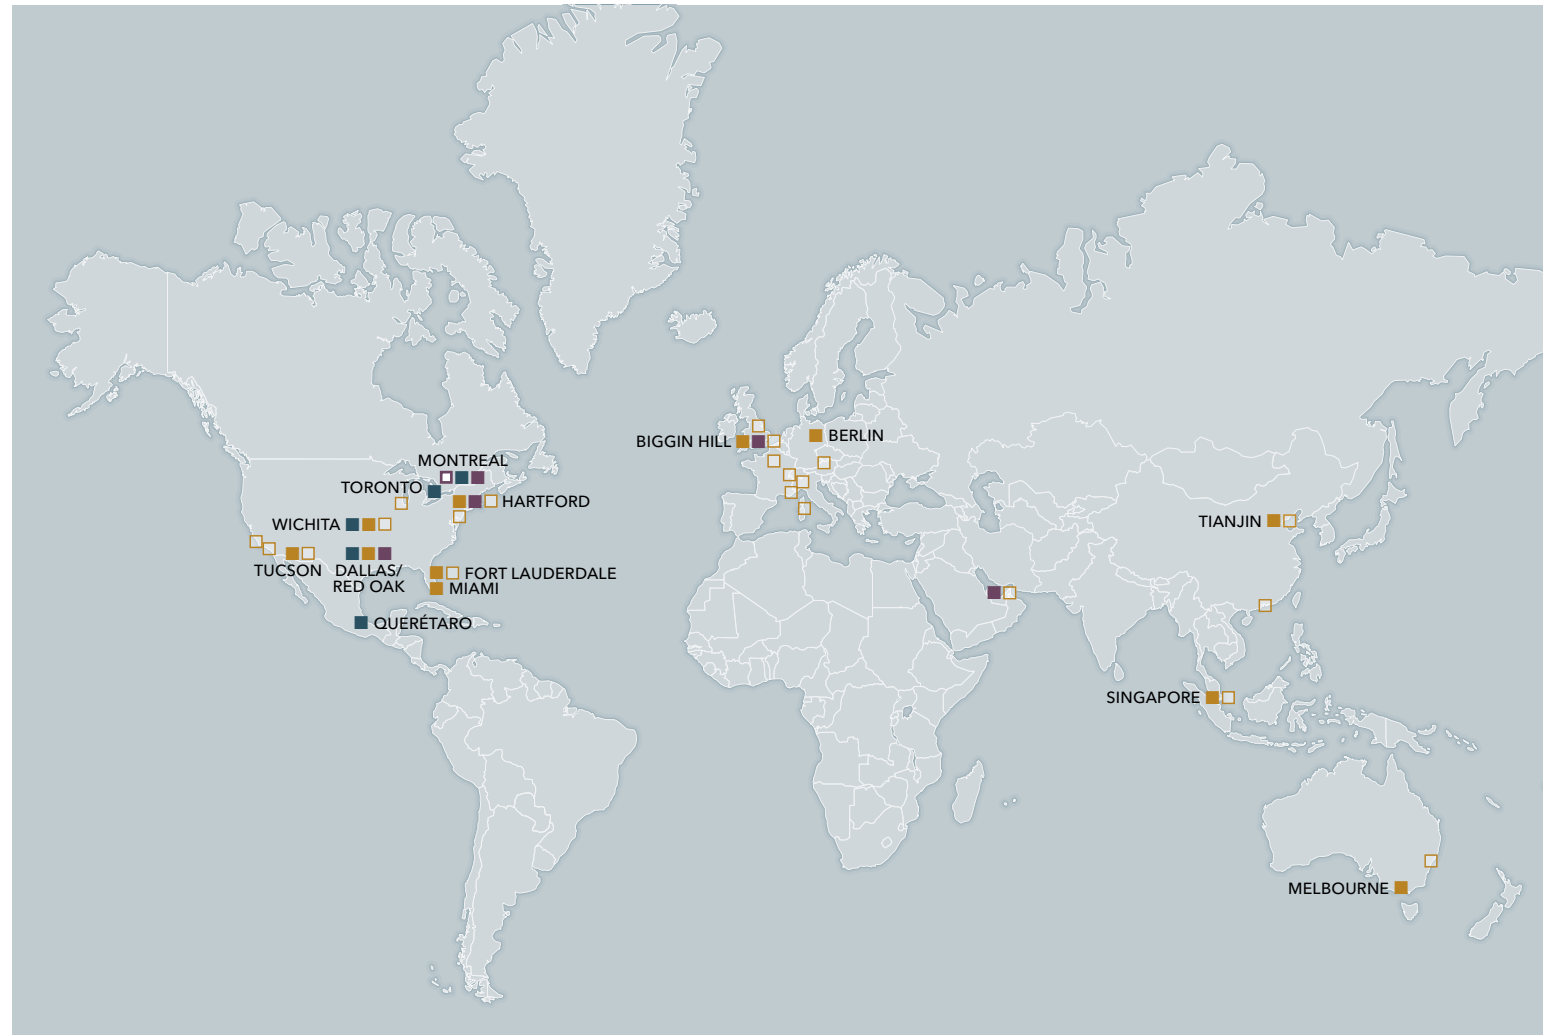 BIGGIN HILL
BERLIN
MONTREAL
TORONTO
HARTFORD
WICHITA
TIANJIN
TUCSON
DALLAS/
RED OAK
FORT LAUDERDALE
MIAMI
QUERÉTARO
SINGAPORE
MELBOURNE